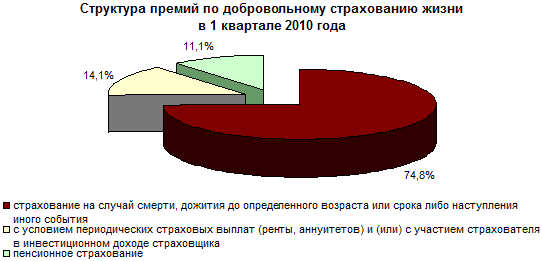 Структура премий по добровольному страхованию жизни
в 1 квартале 2010 года
11,1%
14,1%
74,8%
страхование на случай смерти, дожития до определенного возраста или срока либо наступления
иного события
с условием периодических страховых выплат (ренты, аннуитетов) и (или) с участием страхователя
в инвестиционном доходе страховщика
пенсионное страхование